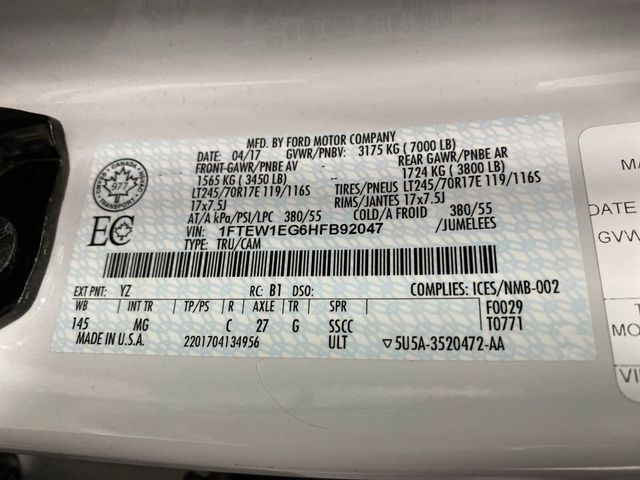 MFD. BY FORD MOTOR COMPANY
DATE: 04/17 GVWR/PNBV: 3175 KG ( 7000 LB)
FRONT GAWR/PNBE AV REAR GAWR/PNBE AR
1565 KG ( 3450 LB) 1724 KG ( 3800 LB)
LT245/70R17E 119/116S TIRES/PNEUS LT245/70R17E 119/116S
17x7.5J RIMS/JANTES 17x7.5J
AT/A kPa/PSI/LPC 380/55 COLD/A FROID 380/55
VIN: 1FTEW1EG6HFB92047 /JUMELEES
TYPE: TRU/CAM
CANADA
977
EC
EXT PNT: YZ RC: B1 DSO: COMPLIES: ICES/NMB-002
WB INT TR TP/PS R AXLE TR SPR F0029
145 MG C 27 G SSCC T0771
MADE IN U.S.A. 2201704134956 ULT ▽5U5A-3520472-AA
MA
DATE
GVW
T
MO
VI